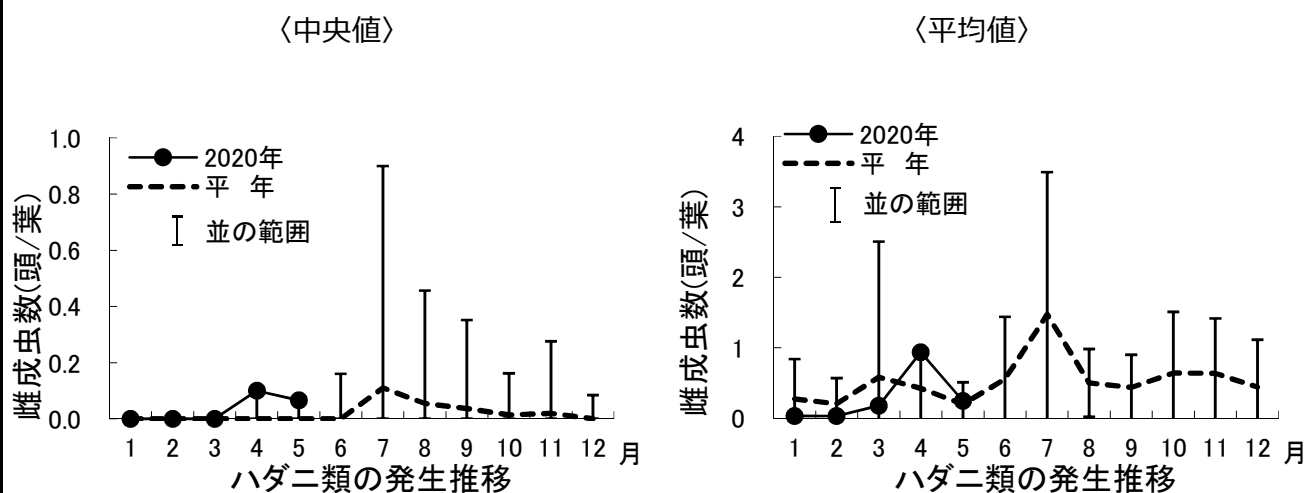 〈中央値〉
雌成虫数(頭/葉)
1.0
0.8
0.6
0.4
0.2
0.0
2020年
平 年
並の範囲
1 2 3 4 5 6 7 8 9 10 11 12 月
ハダニ類の発生推移
〈平均値〉
雌成虫数(頭/葉)
4
3
2
1
0
2020年
平 年
並の範囲
1 2 3 4 5 6 7 8 9 10 11 12 月
ハダニ類の発生推移